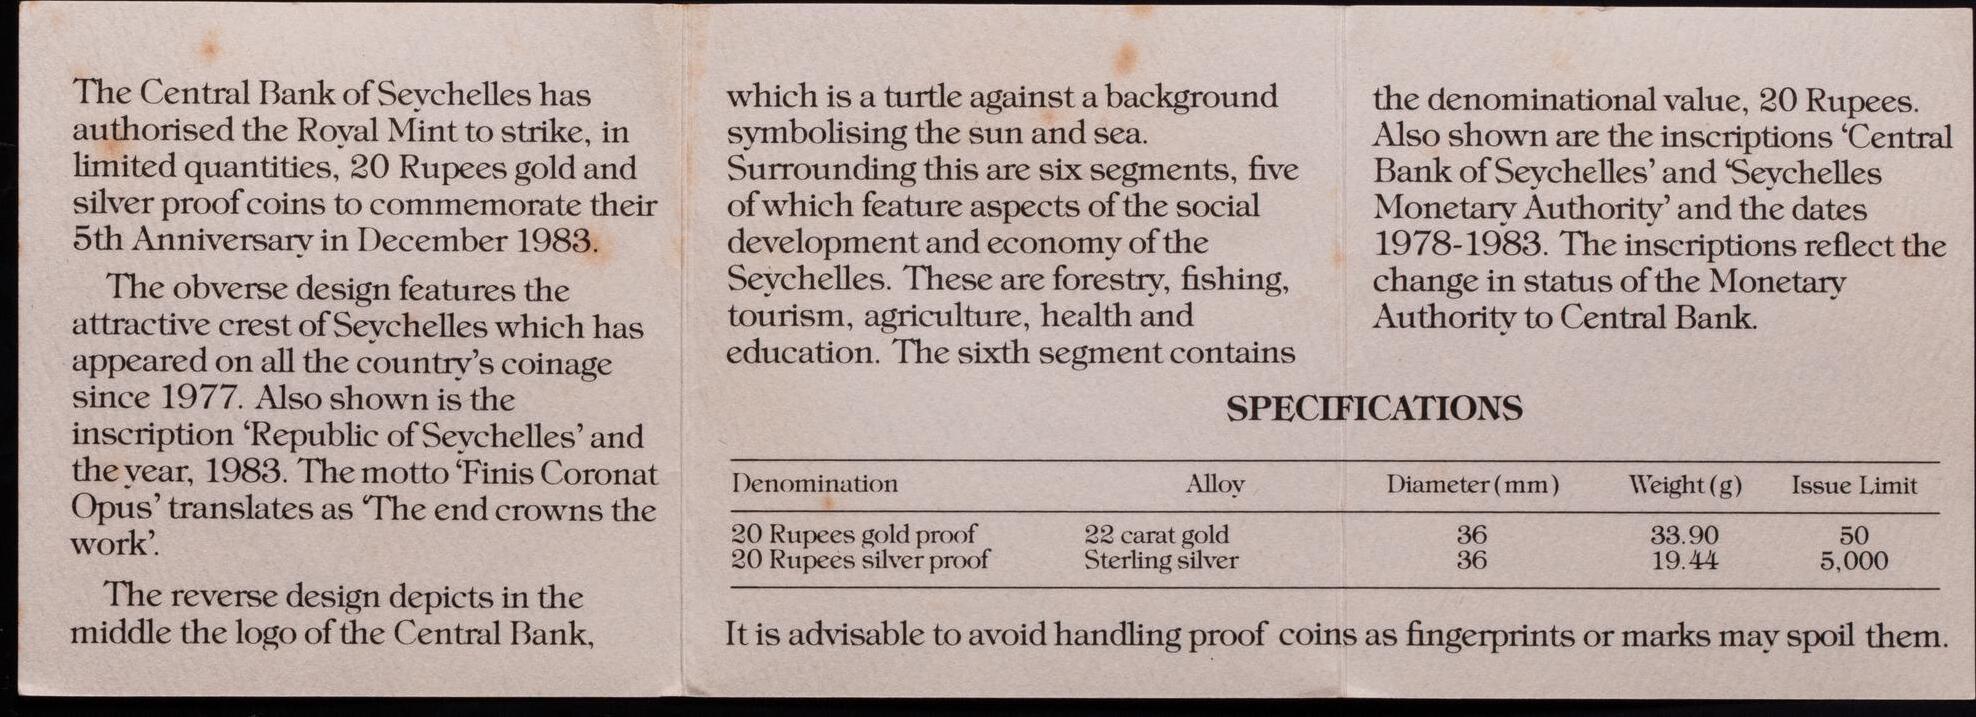 The Central Bank of Seychelles has
authorised the Royal Mint to strike, in
limited quantities, 20 Rupees gold and
silver proof coins to commemorate their
5th Anniversary in December 1983.
The obverse design features the
attractive crest of Seychelles which has
appeared on all the country's coinage
since 1977. Also shown is the
inscription ‘Republic of Seychelles’ and
the year, 1983. The motto ‘Finis Coronat
Opus’ translates as ‘The end crowns the
work’.
The reverse design depicts in the
middle the logo of the Central Bank,
which is a turtle against a background
symbolising the sun and sea.
Surrounding this are six segments, five
of which feature aspects of the social
development and economy of the
Seychelles. These are forestry, fishing,
tourism, agriculture, health and
education. The sixth segment contains
the denominational value, 20 Rupees.
Also shown are the inscriptions ‘Central
Bank of Seychelles’ and ‘Seychelles
Monetary Authority’ and the dates
1978-1983. The inscriptions reflect the
change in status of the Monetary
Authority to Central Bank.
SPECIFICATIONS
Denomination Alloy Diameter (mm) Weight (g) Issue Limit
20 Rupees gold proof 22 carat gold 36 33.90 50
20 Rupees silver proof Sterling silver 36 19.44 5,000
It is advisable to avoid handling proof coins as fingerprints or marks may spoil them.